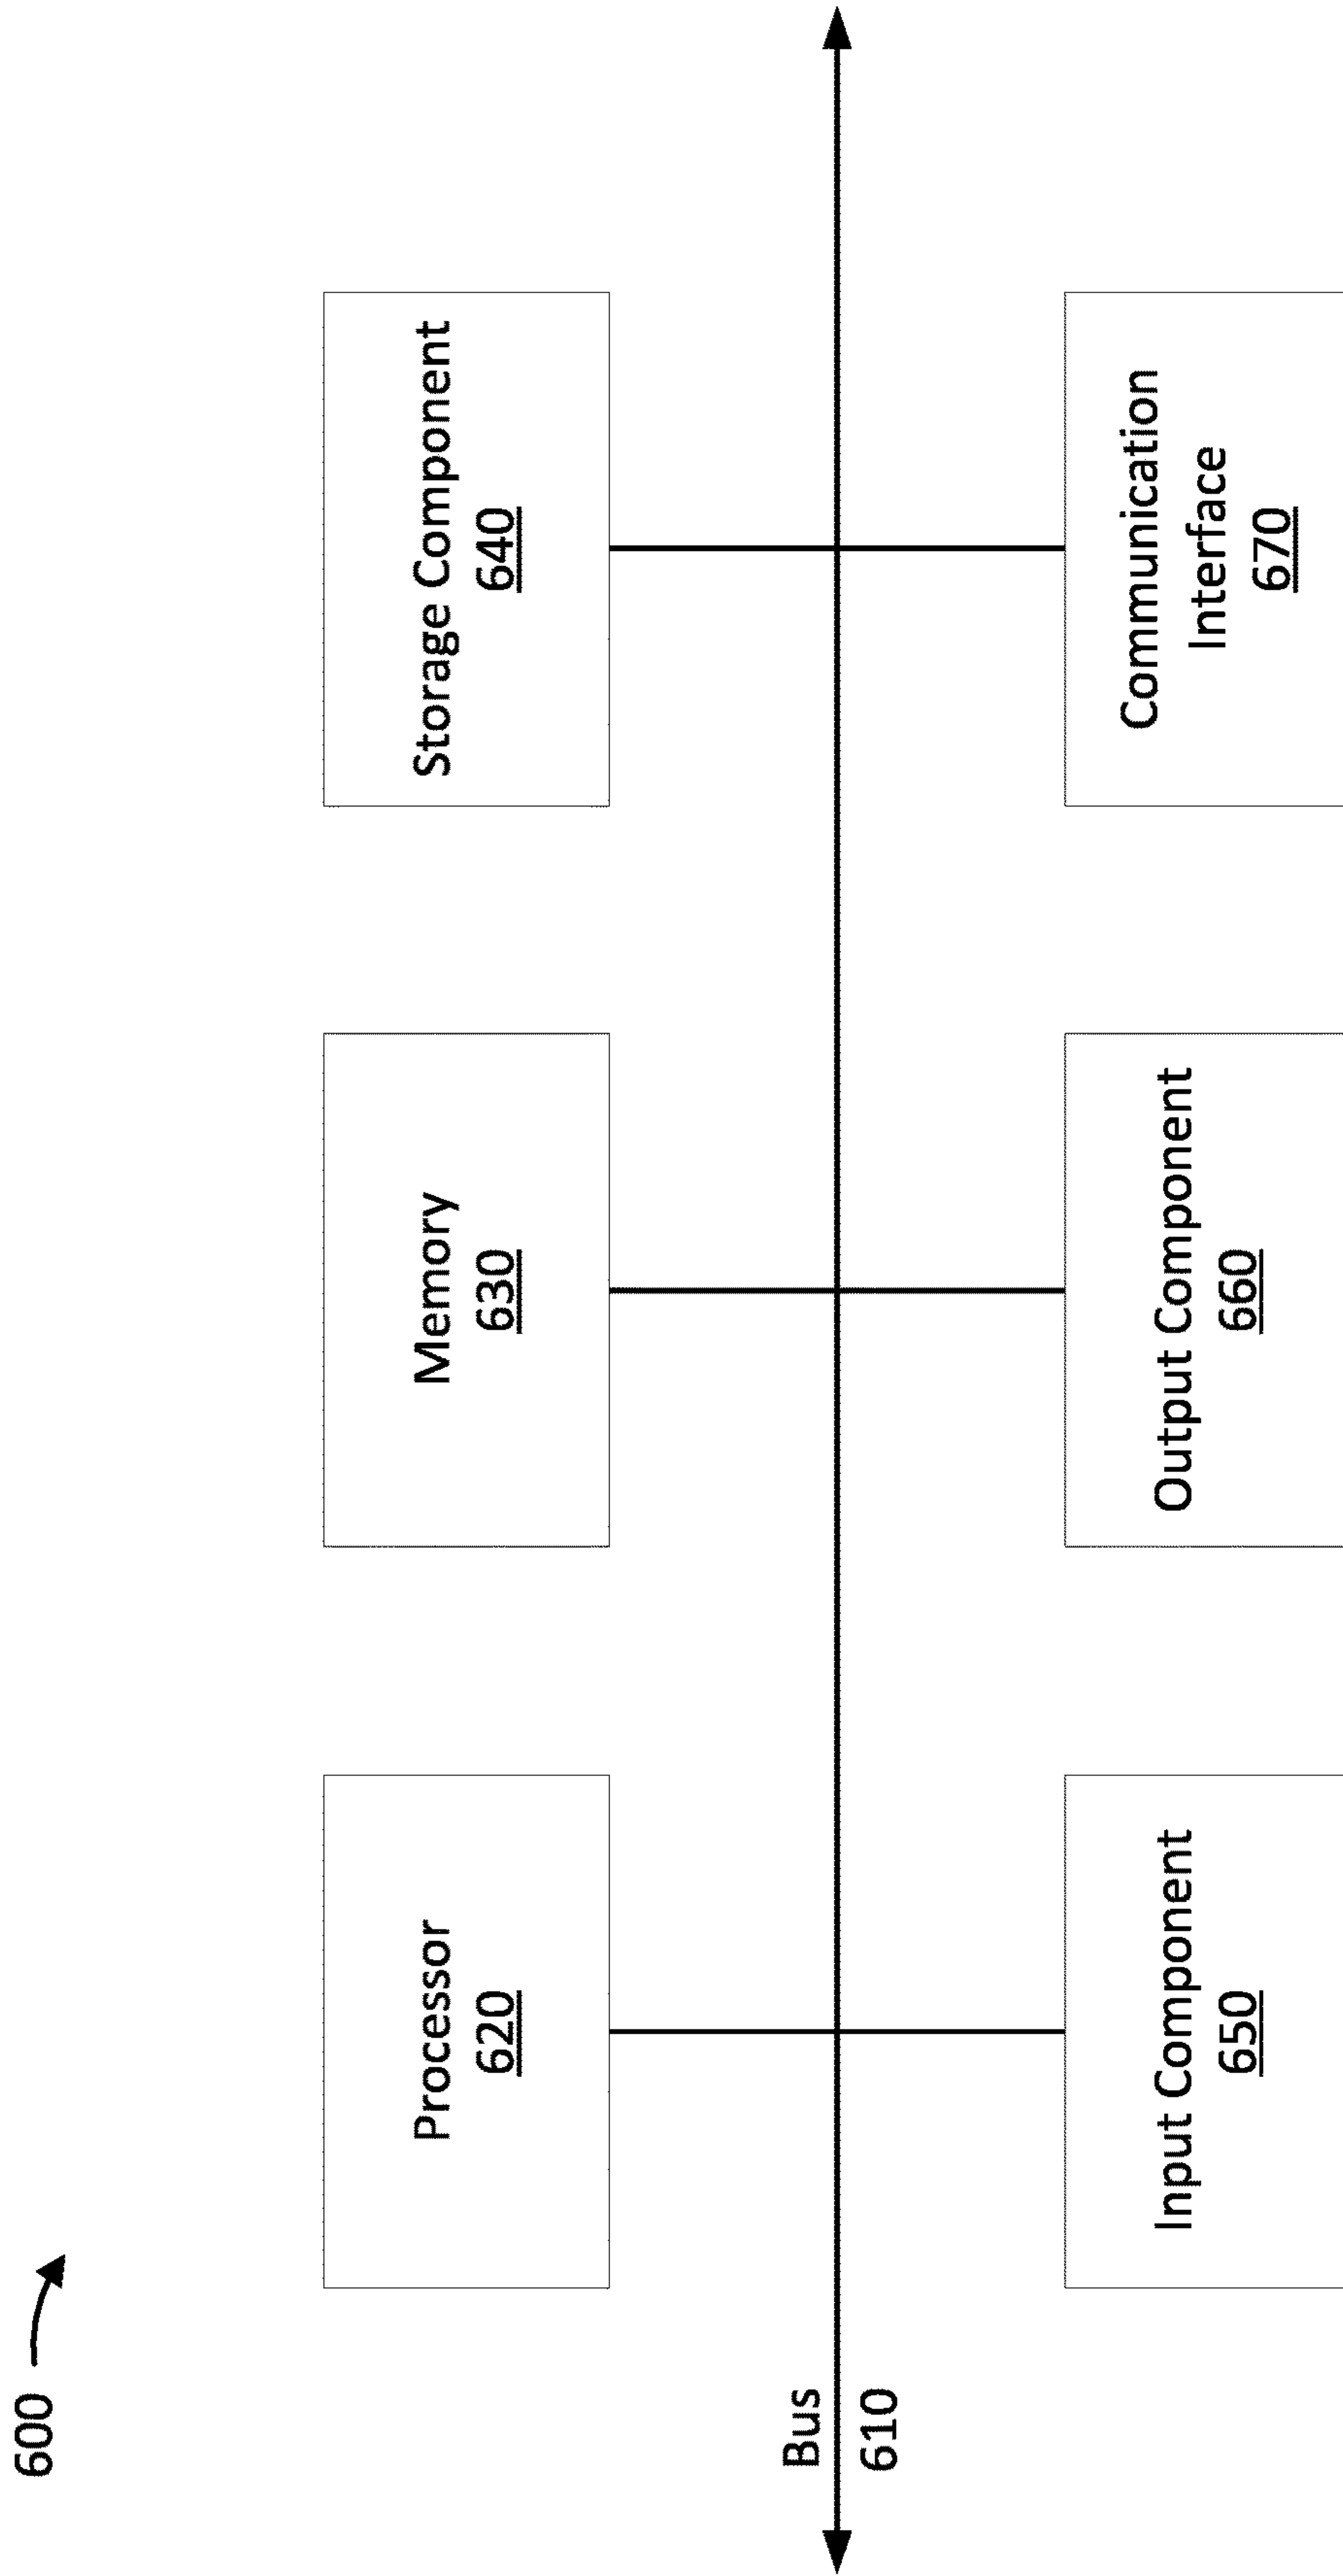 600
Processor
620
Memory
630
Storage Component
640
Bus
610
Input Component
650
Output Component
660
Communication
Interface
670